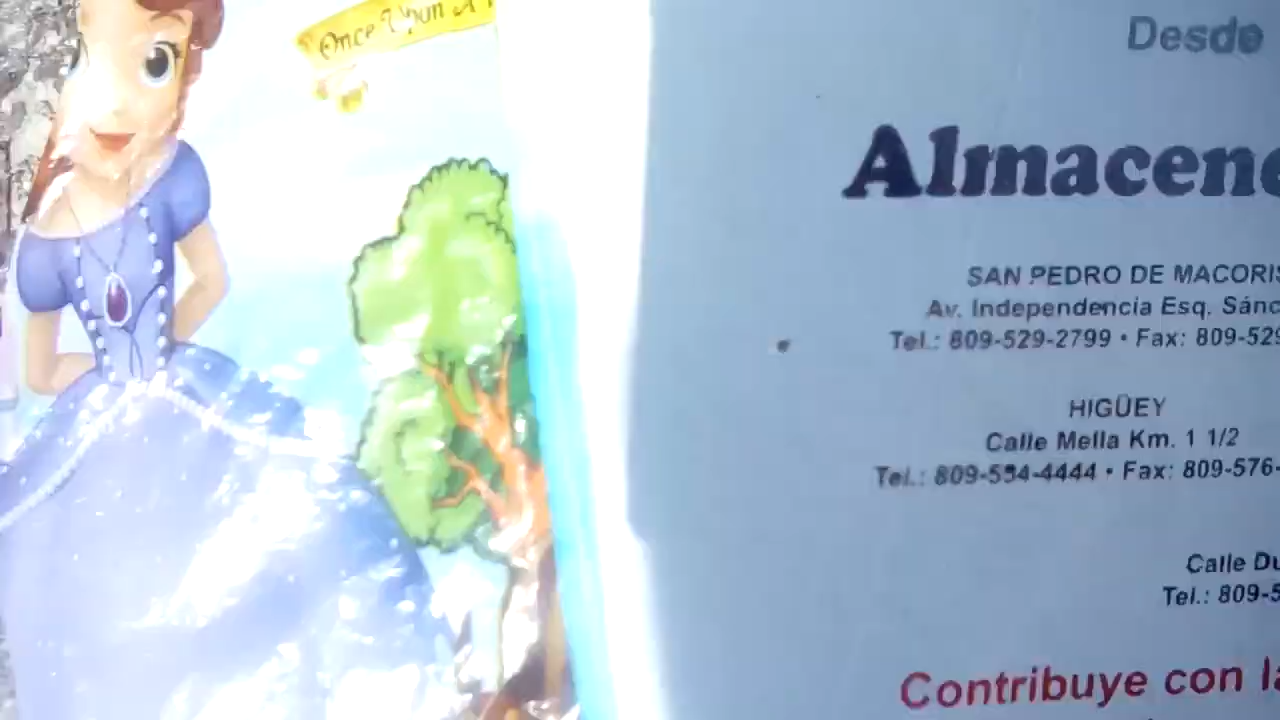 Once Upon A
Desde
Almacene
SAN PEDRO DE MACORIS
Av. Independencia Esq. Sánc
Tel.: 809-529-2799 • Fax: 809-529
HIGÜEY
Calle Mella Km. 1 1/2
Tel.: 809-554-4444 • Fax: 809-576-
Calle Du
Tel.: 809-5
Contribuye con la